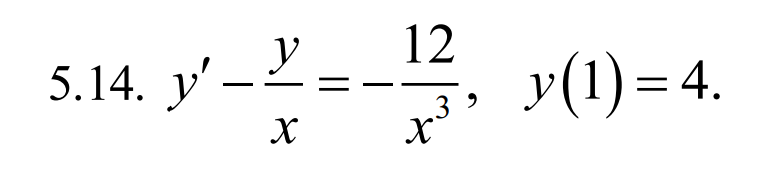 5.14. y′ − y/x = −12/x³, y(1) = 4.